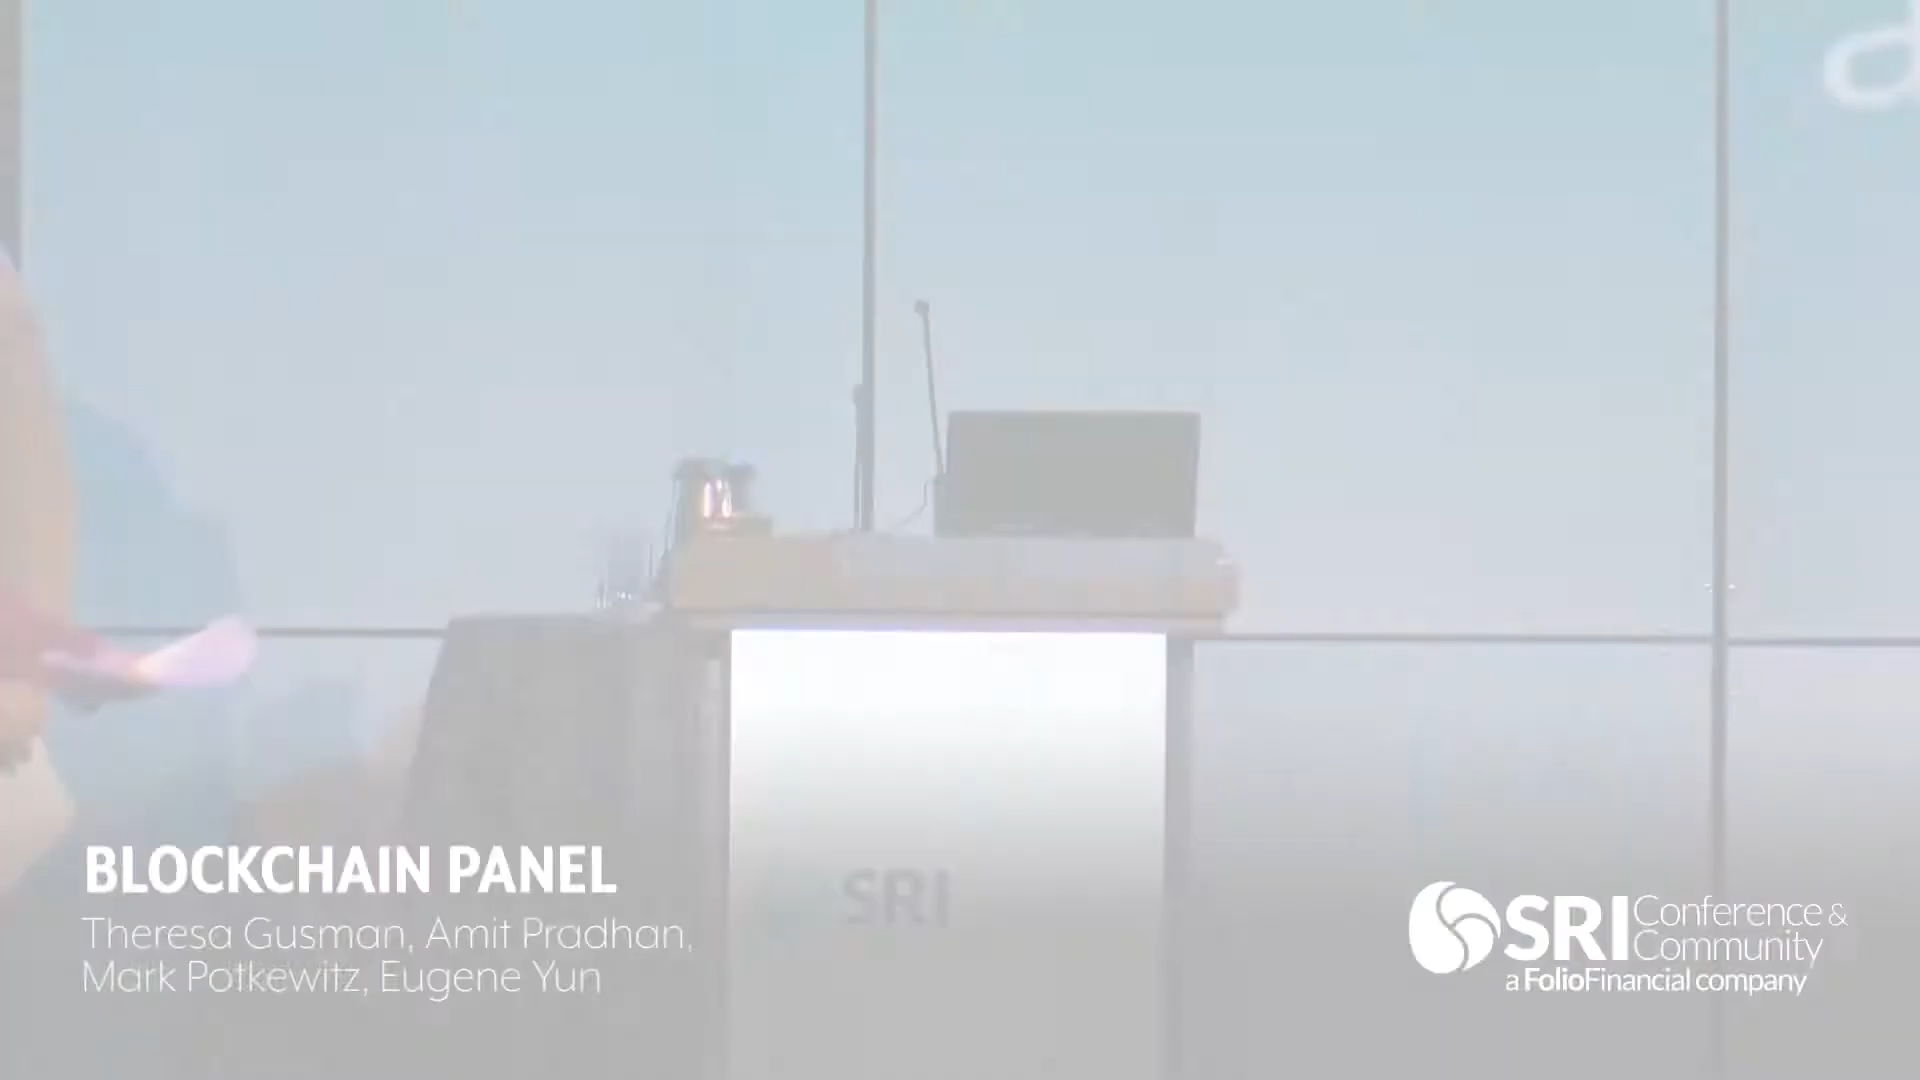 BLOCKCHAIN PANEL
Theresa Gusman, Amit Pradhan,
Mark Potkewitz, Eugene Yun
SRI
SRI Conference &
Community
a FolioFinancial company